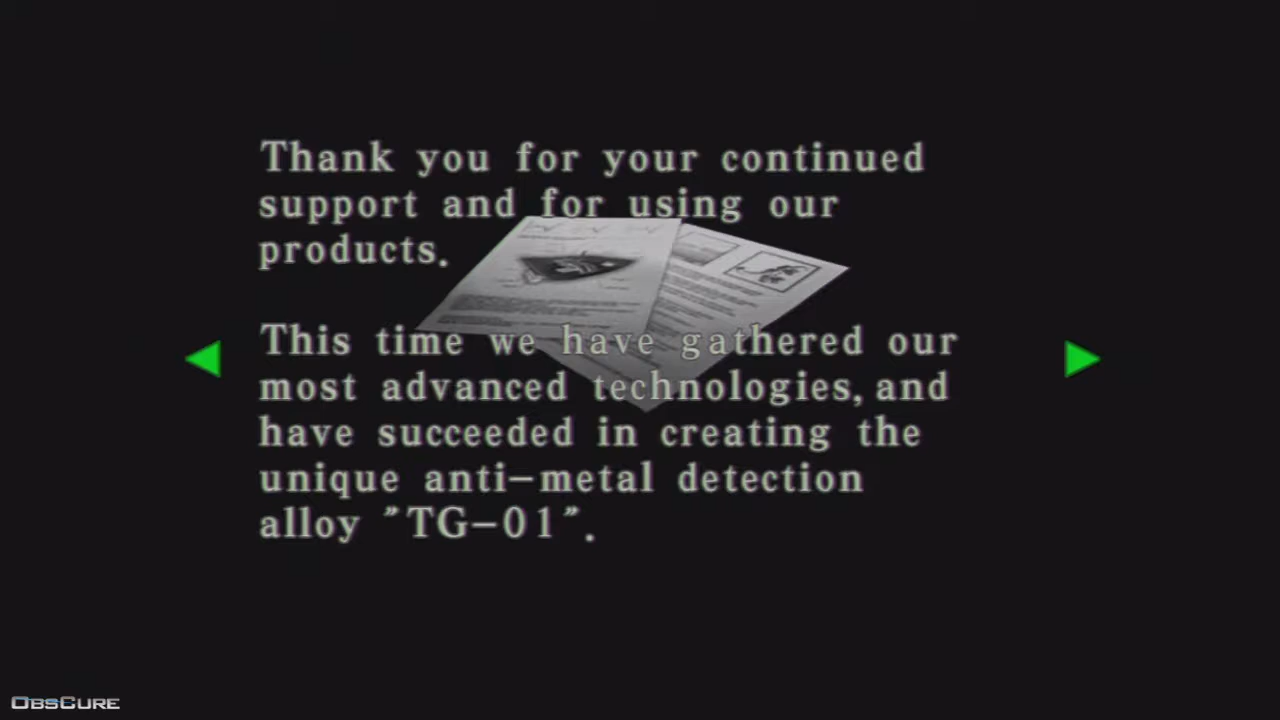 Thank you for your continued
support and for using our
products.
This time we have gathered our
most advanced technologies, and
have succeeded in creating the
unique anti-metal detection
alloy "TG-01".
OBSCURE